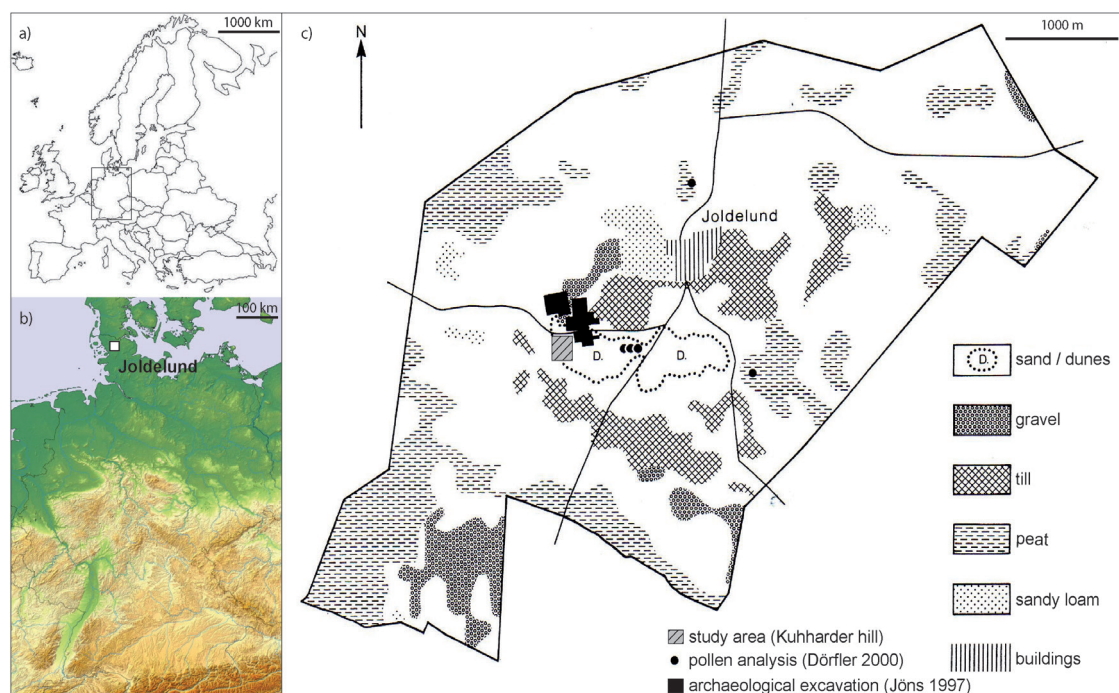 a)
1000 km
b)
100 km
Joldelund
c)
N
1000 m
Joldelund
D.
D.
D.
sand / dunes
gravel
till
peat
sandy loam
buildings
study area (Kuhharder hill)
pollen analysis (Dörfler 2000)
archaeological excavation (Jöns 1997)